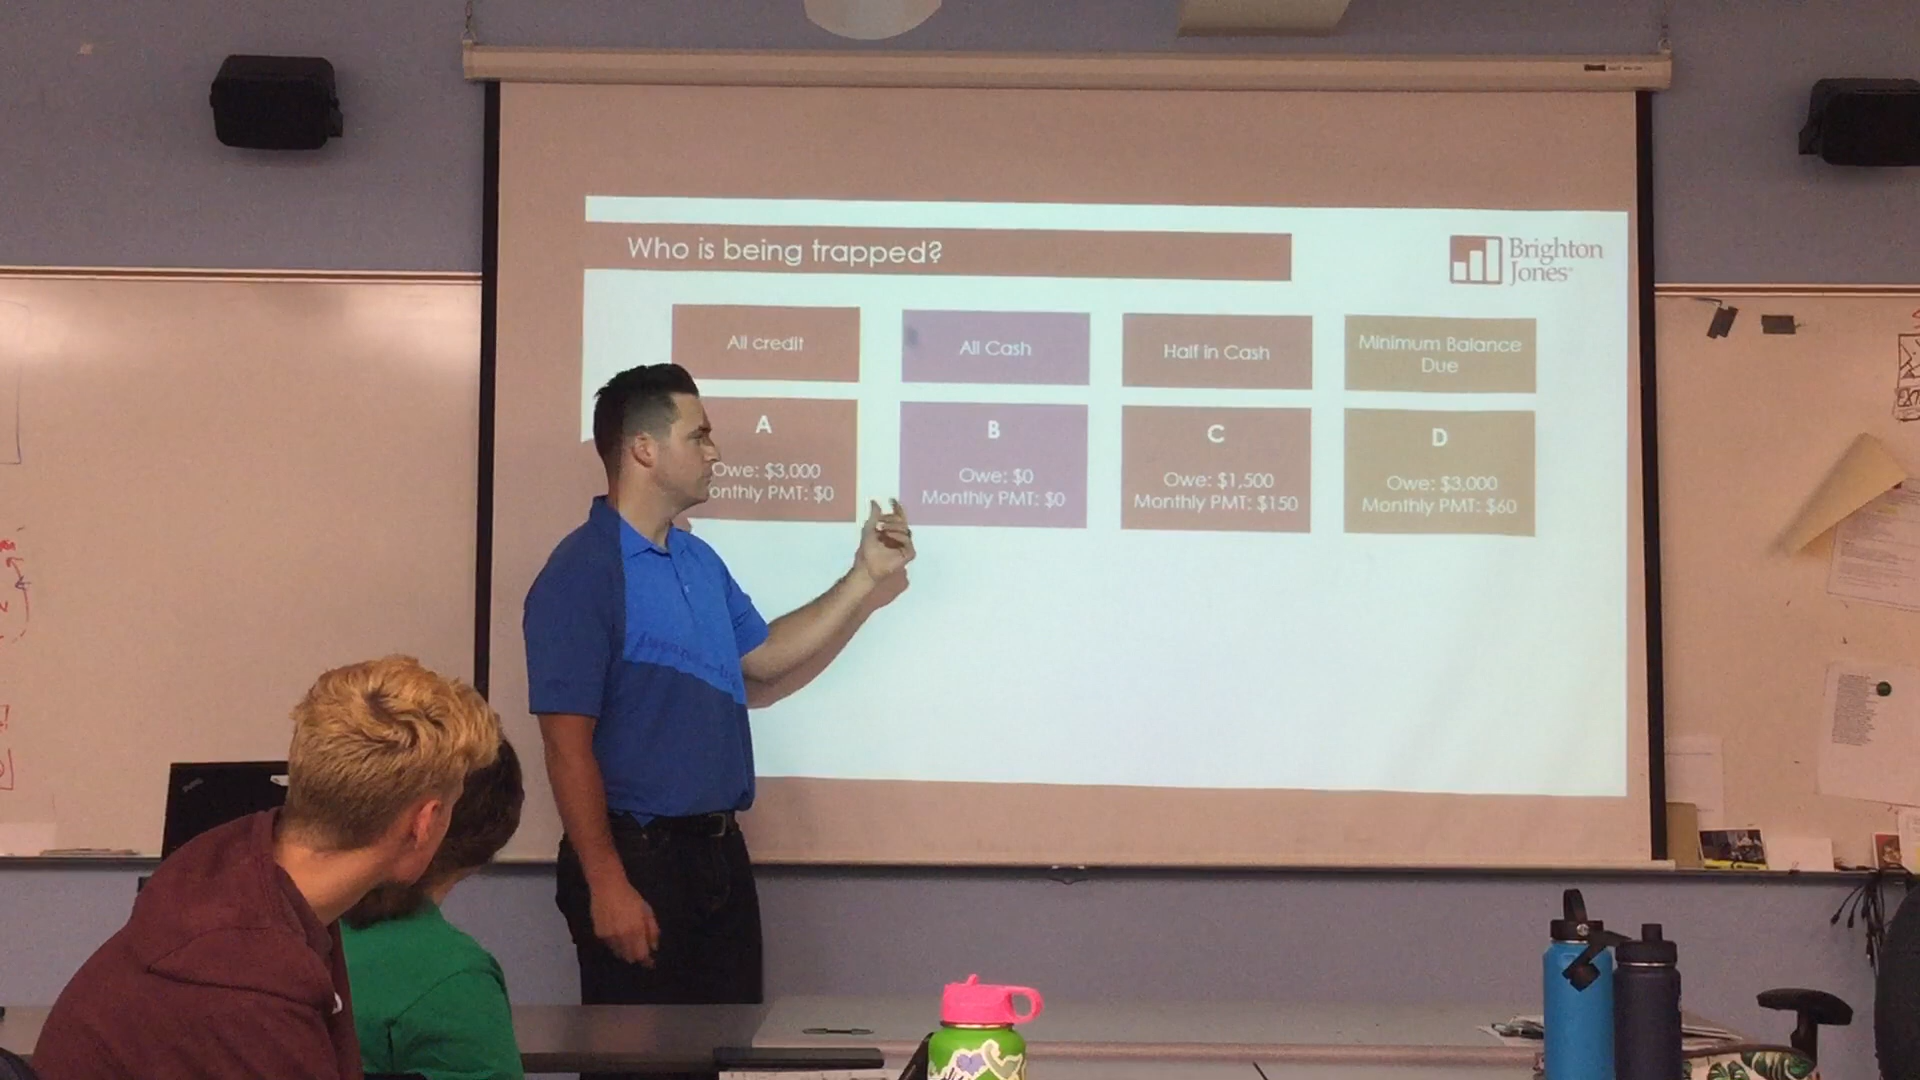 Who is being trapped?
Brighton
Jones
All credit
All Cash
Half in Cash
Minimum Balance
Due
A
Owe: $3,000
onthly PMT: $0
B
Owe: $0
Monthly PMT: $0
C
Owe: $1,500
Monthly PMT: $150
D
Owe: $3,000
Monthly PMT: $60